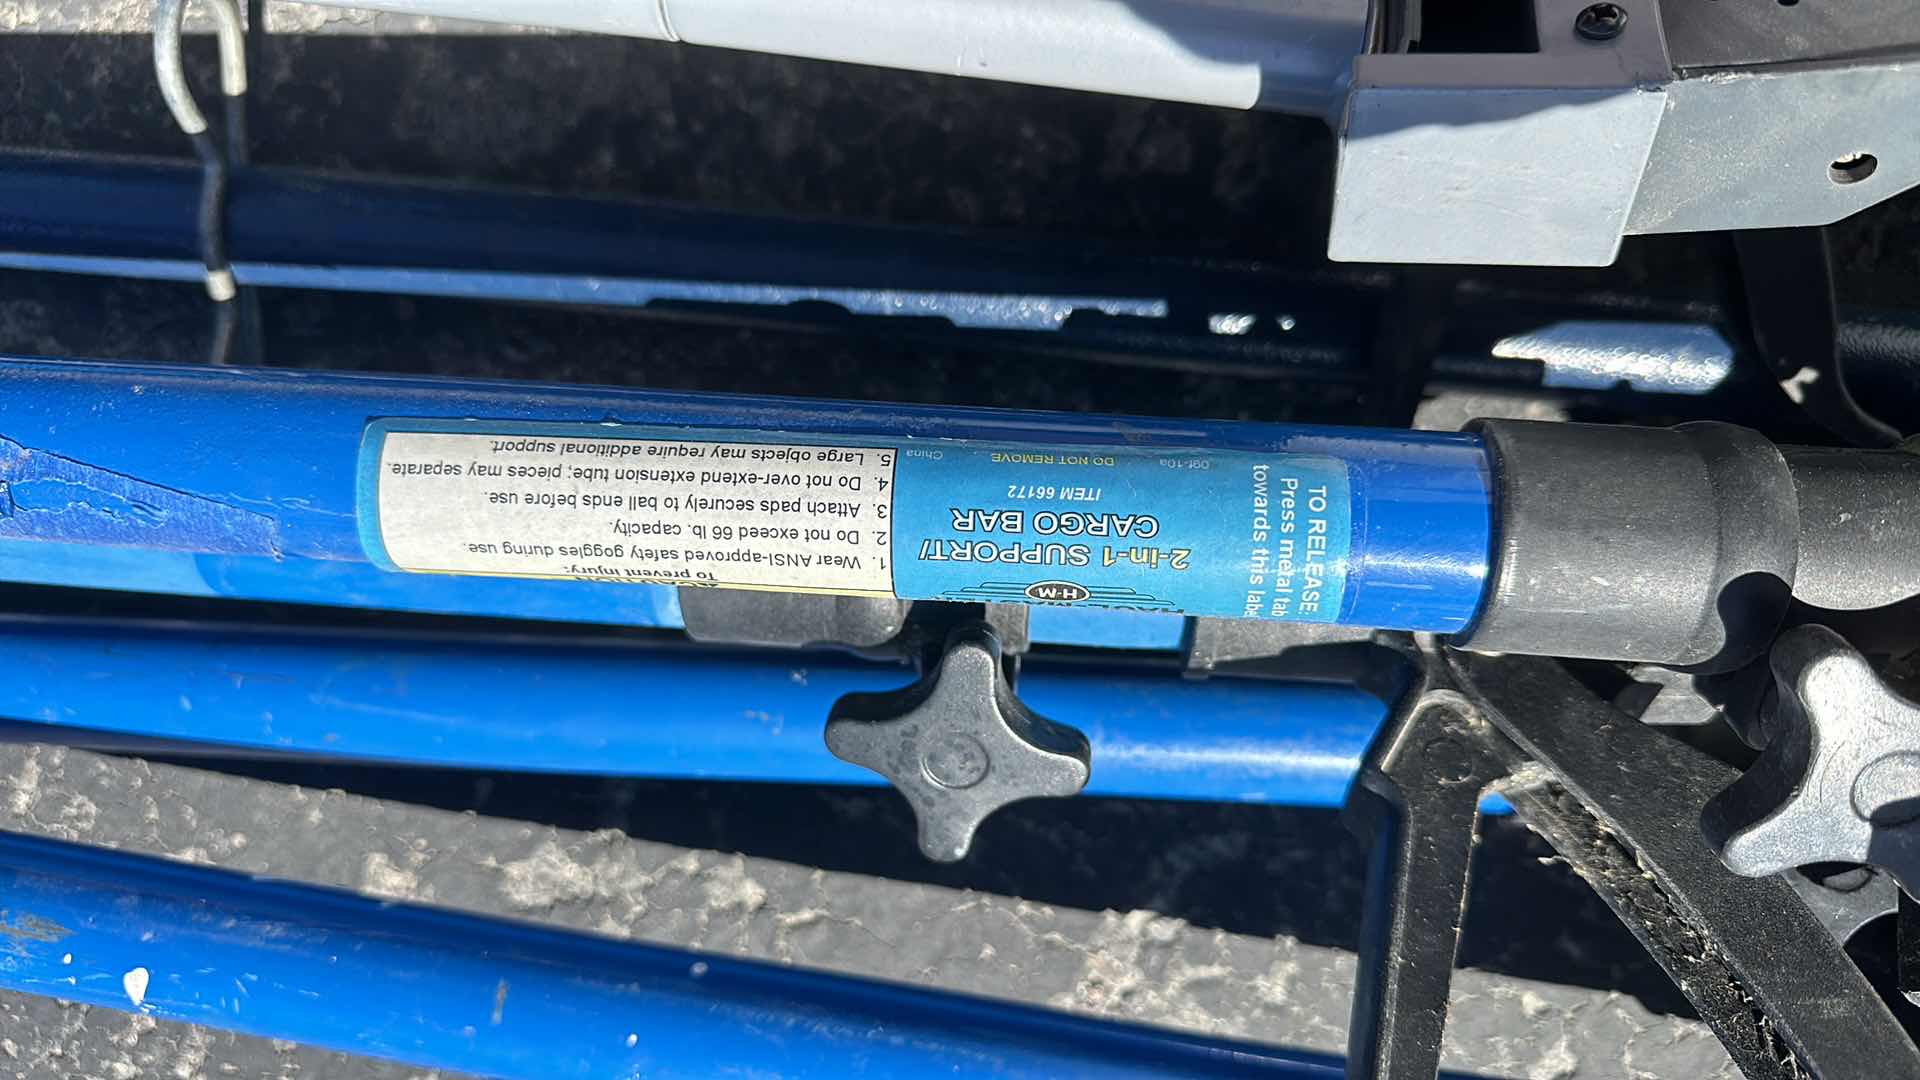 To prevent injury:
1. Wear ANSI-approved safety goggles during use.
2. Do not exceed 66 lb. capacity.
3. Attach pads securely to ball ends before use.
4. Do not over-extend extension tube; pieces may separate.
5. Large objects may require additional support.
H-M
2-in-1 SUPPORT/
CARGO BAR
ITEM 66172
DO NOT REMOVE
China
TO RELEASE:
Press metal tab
towards this label